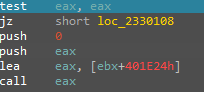 test eax, eax
jz short loc_2330108
push 0
push eax
lea eax, [ebx+401E24h]
call eax